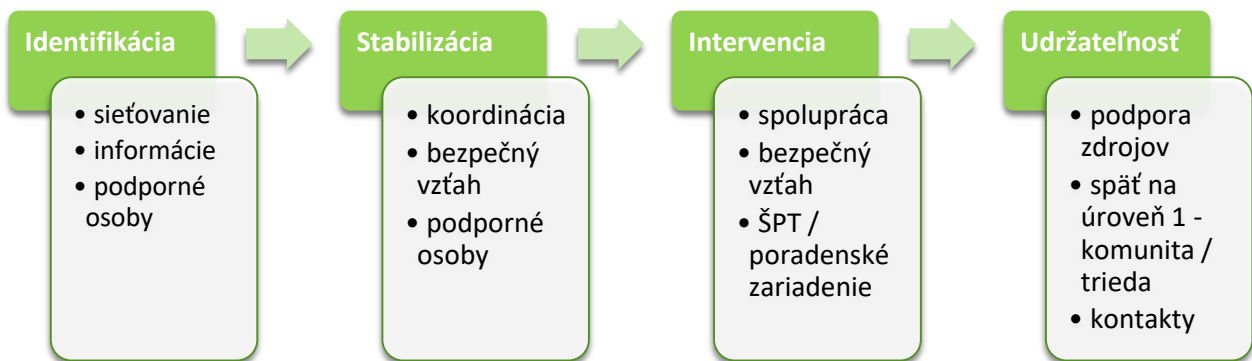 Identifikácia
• sieťovanie
• informácie
• podporné
osoby
Stabilizácia
• koordinácia
• bezpečný
vzťah
• podporné
osoby
Intervencia
• spolupráca
• bezpečný
vzťah
• ŠPT /
poradenské
zariadenie
Udržateľnosť
• podpora
zdrojov
• späť na
úroveň 1 -
komunita /
trieda
• kontakty